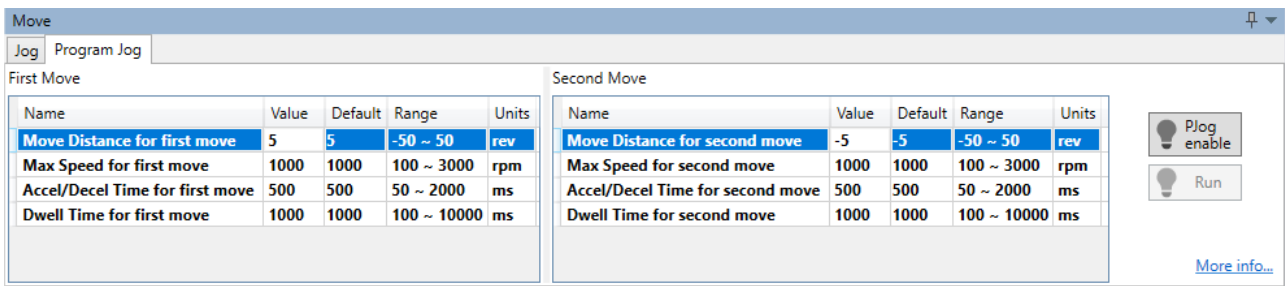 Move
Jog Program Jog
First Move
Name Value Default Range Units
Move Distance for first move 5 5 -50 ~ 50 rev
Max Speed for first move 1000 1000 100 ~ 3000 rpm
Accel/Decel Time for first move 500 500 50 ~ 2000 ms
Dwell Time for first move 1000 1000 100 ~ 10000 ms
Second Move
Name Value Default Range Units
Move Distance for second move -5 -5 -50 ~ 50 rev
Max Speed for second move 1000 1000 100 ~ 3000 rpm
Accel/Decel Time for second move 500 500 50 ~ 2000 ms
Dwell Time for second move 1000 1000 100 ~ 10000 ms
PJog
enable
Run
More info...